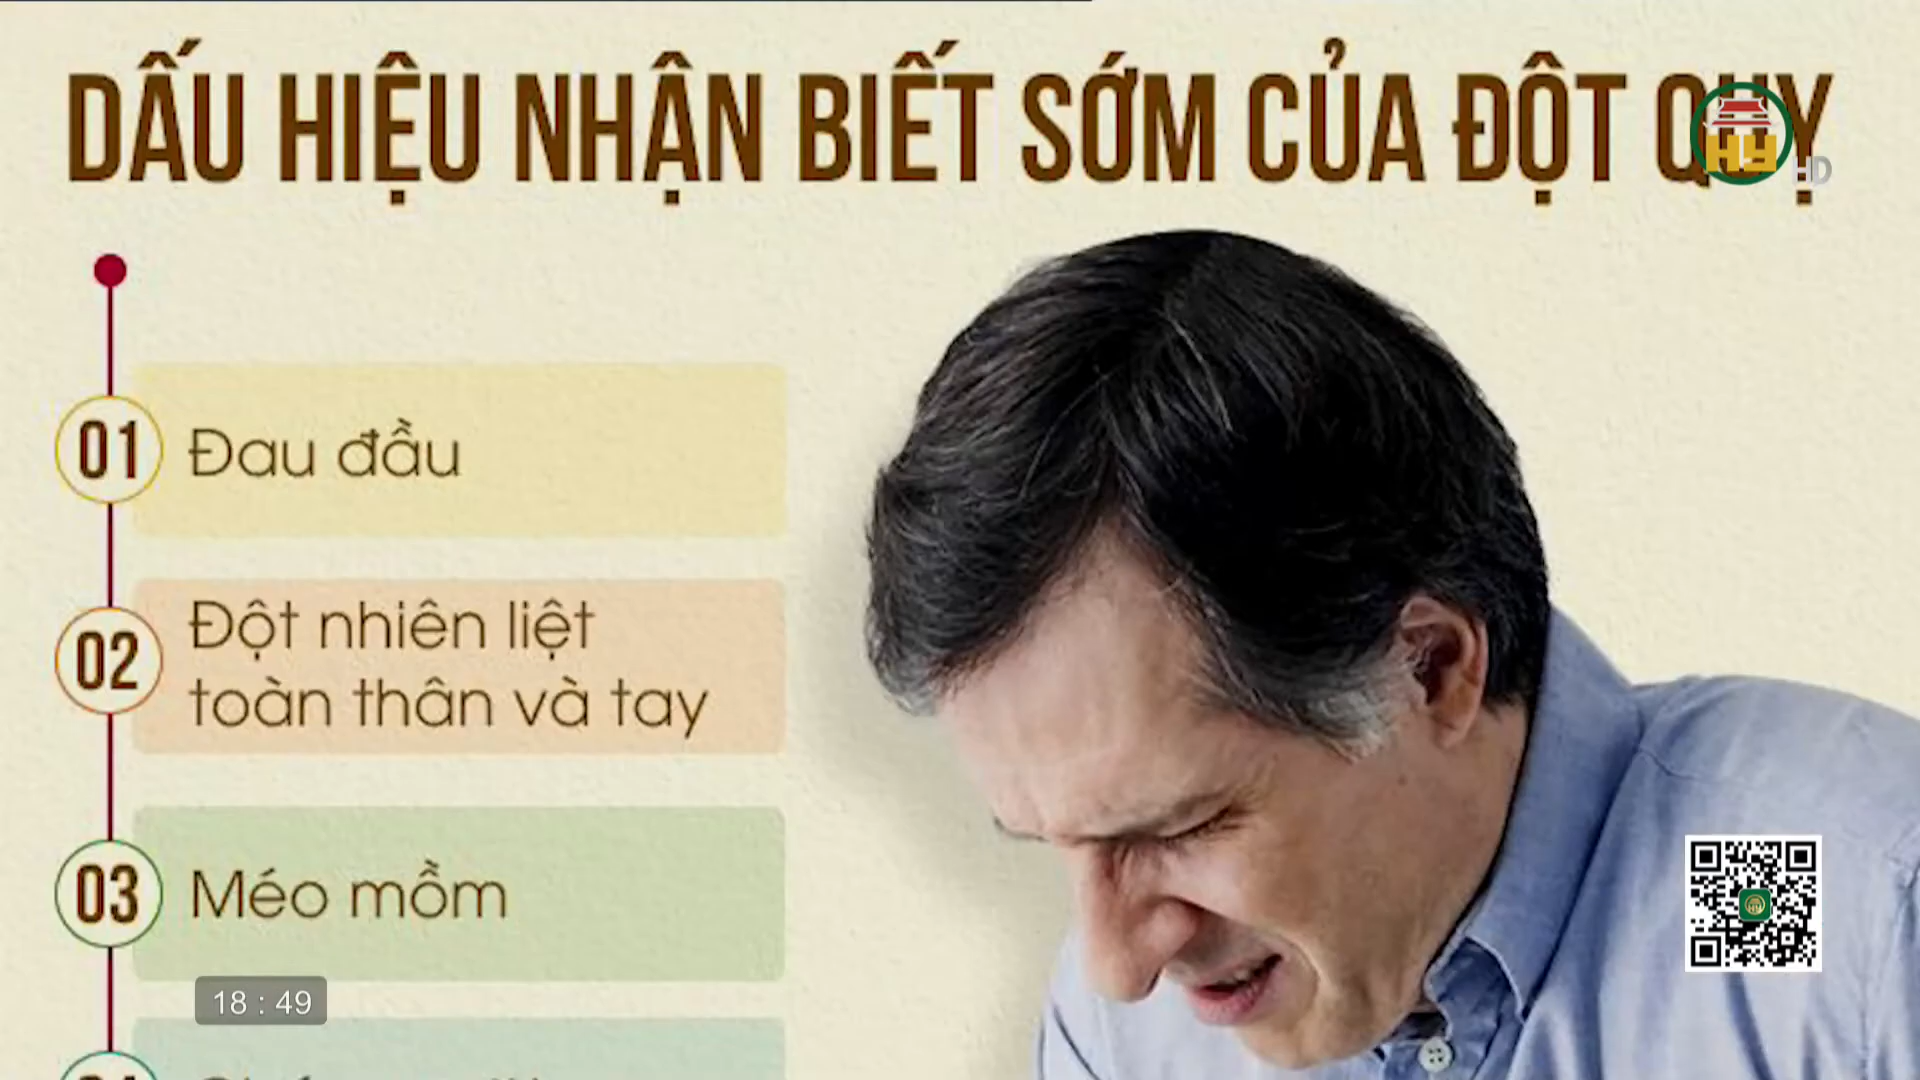 DẤU HIỆU NHẬN BIẾT SỚM CỦA ĐỘT QUỴ
HY
HD
01
Đau đầu
02
Đột nhiên liệt
toàn thân và tay
03
Méo mồm
18 : 49